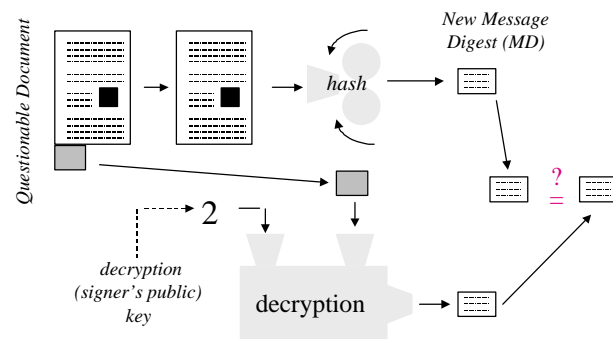 New Message
Digest (MD)
Questionable Document
hash
?
=
2
decryption
(signer's public)
key
decryption